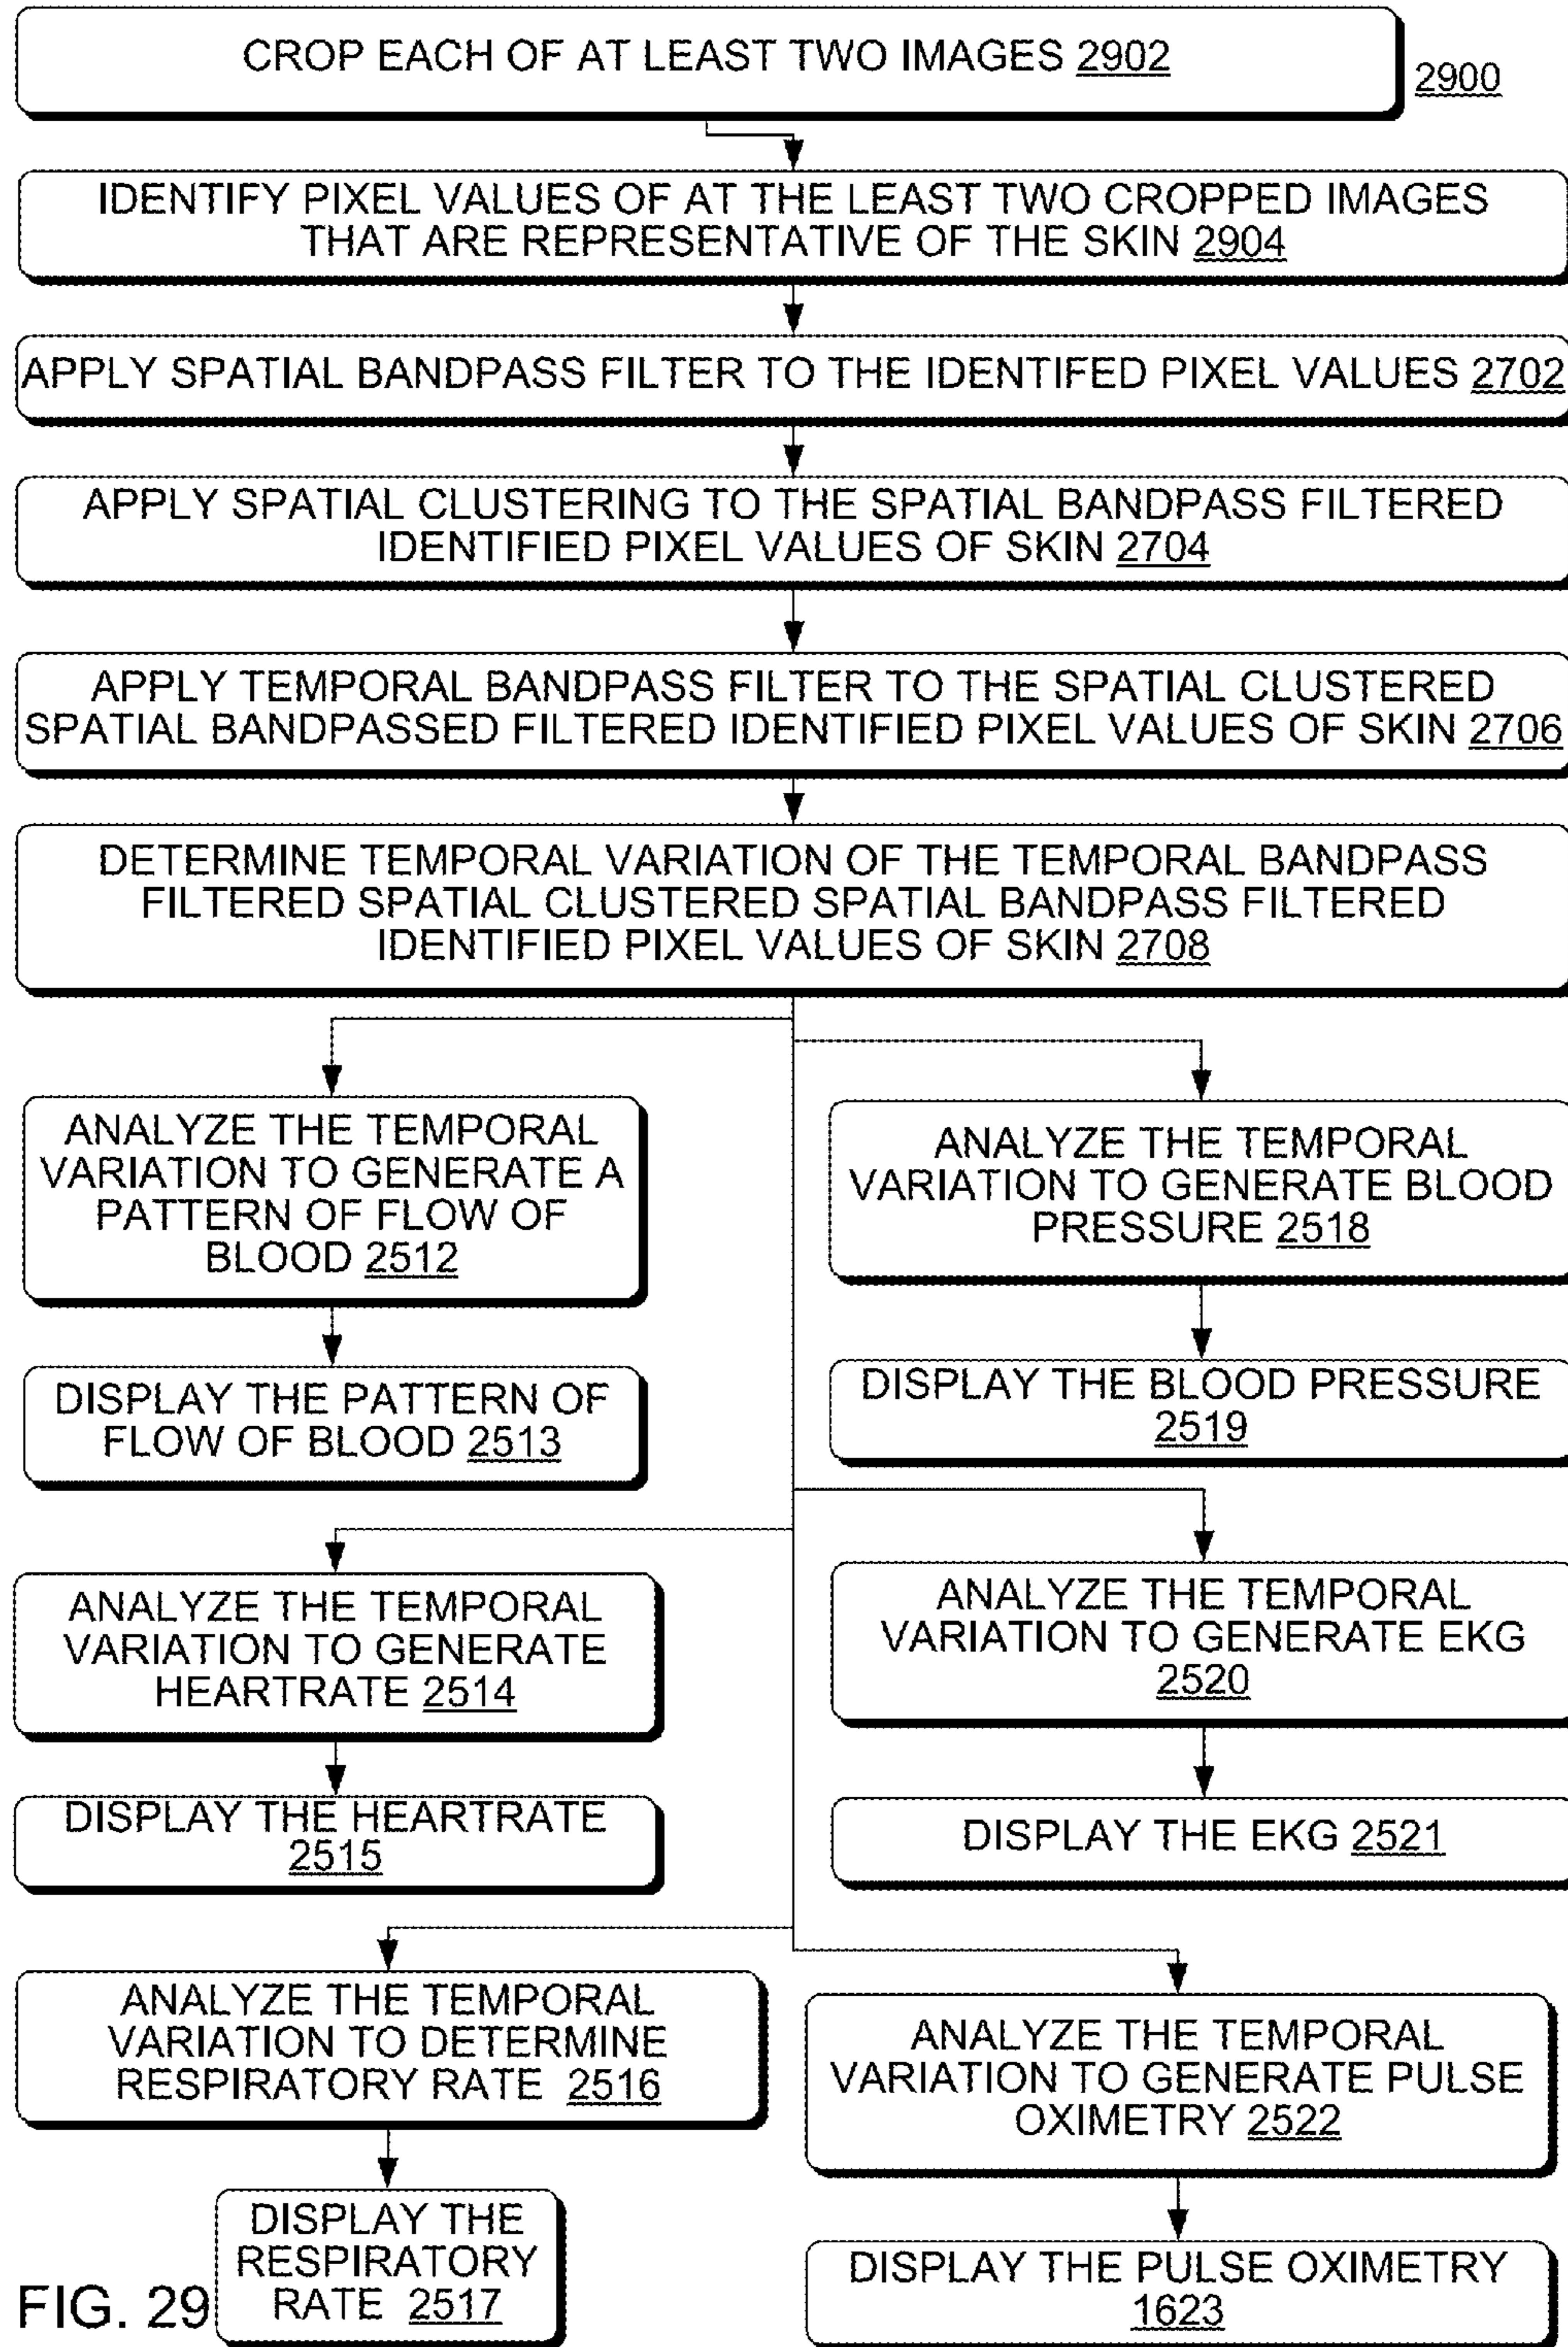 CROP EACH OF AT LEAST TWO IMAGES 2902
2900
IDENTIFY PIXEL VALUES OF AT THE LEAST TWO CROPPED IMAGES
THAT ARE REPRESENTATIVE OF THE SKIN 2904
APPLY SPATIAL BANDPASS FILTER TO THE IDENTIFED PIXEL VALUES 2702
APPLY SPATIAL CLUSTERING TO THE SPATIAL BANDPASS FILTERED
IDENTIFIED PIXEL VALUES OF SKIN 2704
APPLY TEMPORAL BANDPASS FILTER TO THE SPATIAL CLUSTERED
SPATIAL BANDPASSED FILTERED IDENTIFIED PIXEL VALUES OF SKIN 2706
DETERMINE TEMPORAL VARIATION OF THE TEMPORAL BANDPASS
FILTERED SPATIAL CLUSTERED SPATIAL BANDPASS FILTERED
IDENTIFIED PIXEL VALUES OF SKIN 2708
ANALYZE THE TEMPORAL
VARIATION TO GENERATE A
PATTERN OF FLOW OF
BLOOD 2512
ANALYZE THE TEMPORAL
VARIATION TO GENERATE BLOOD
PRESSURE 2518
DISPLAY THE PATTERN OF
FLOW OF BLOOD 2513
DISPLAY THE BLOOD PRESSURE
2519
ANALYZE THE TEMPORAL
VARIATION TO GENERATE
HEARTRATE 2514
ANALYZE THE TEMPORAL
VARIATION TO GENERATE EKG
2520
DISPLAY THE HEARTRATE
2515
DISPLAY THE EKG 2521
ANALYZE THE TEMPORAL
VARIATION TO DETERMINE
RESPIRATORY RATE 2516
ANALYZE THE TEMPORAL
VARIATION TO GENERATE PULSE
OXIMETRY 2522
DISPLAY THE
RESPIRATORY
RATE 2517
DISPLAY THE PULSE OXIMETRY
1623
FIG. 29